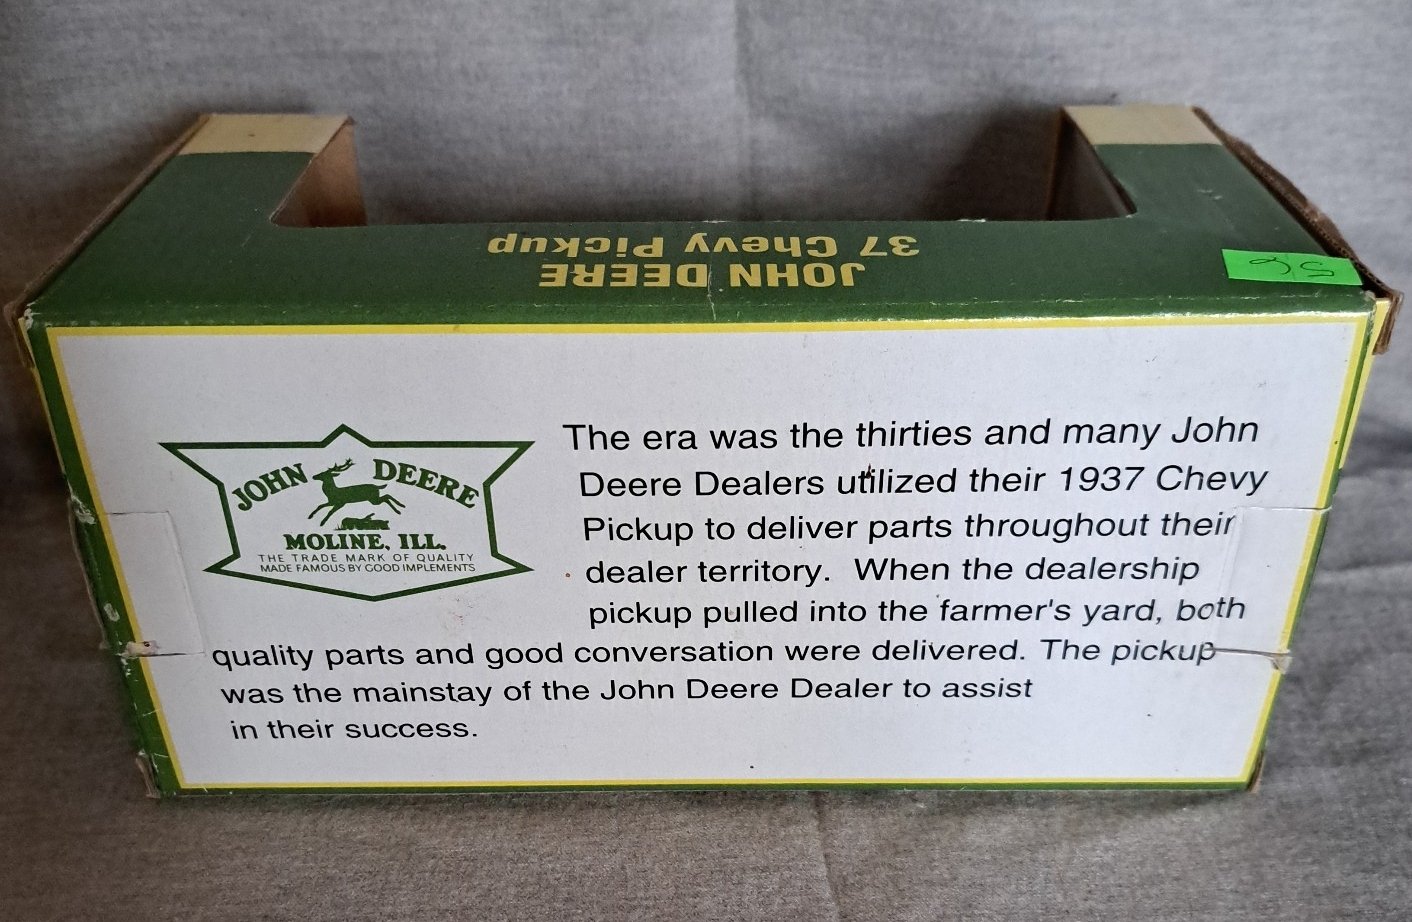 JOHN DEERE
37 Chevy Pickup
JOHN DEERE
MOLINE, ILL.
THE TRADE MARK OF QUALITY
MADE FAMOUS BY GOOD IMPLEMENTS
The era was the thirties and many John
Deere Dealers utilized their 1937 Chevy
Pickup to deliver parts throughout their
dealer territory. When the dealership
pickup pulled into the farmer's yard, both
quality parts and good conversation were delivered. The pickup
was the mainstay of the John Deere Dealer to assist
in their success.